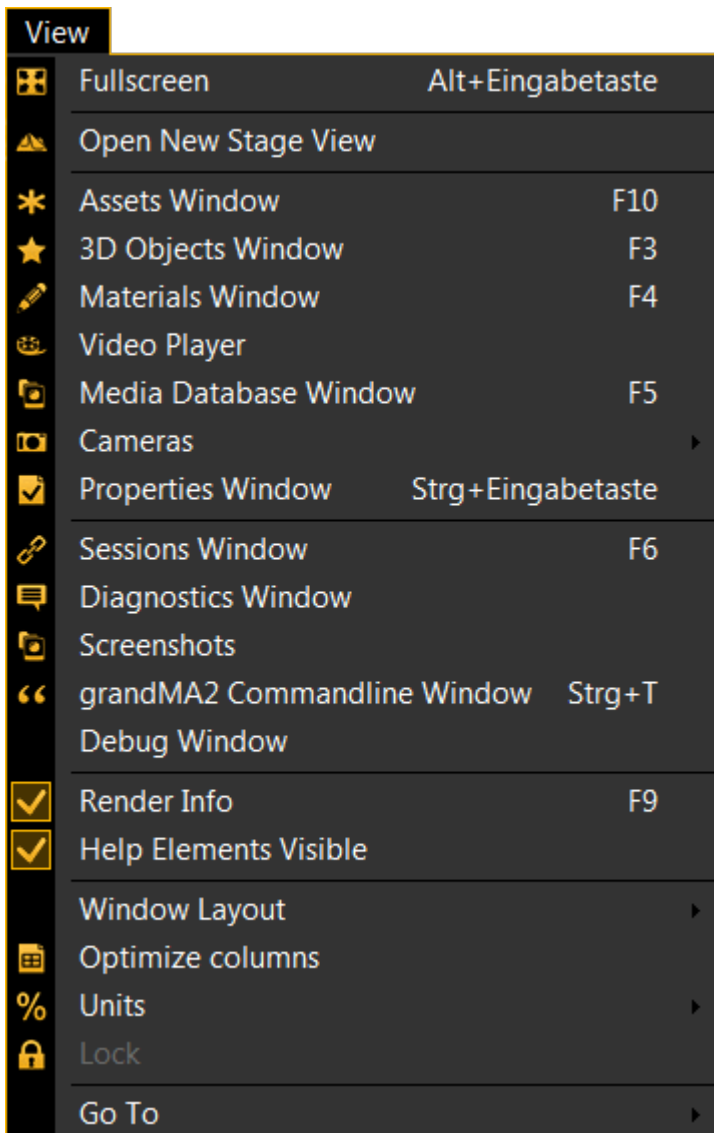 View
Fullscreen Alt+Eingabetaste
Open New Stage View
Assets Window F10
3D Objects Window F3
Materials Window F4
Video Player
Media Database Window F5
Cameras
Properties Window Strg+Eingabetaste
Sessions Window F6
Diagnostics Window
Screenshots
grandMA2 Commandline Window Strg+T
Debug Window
Render Info F9
Help Elements Visible
Window Layout
Optimize columns
% Units
Lock
Go To